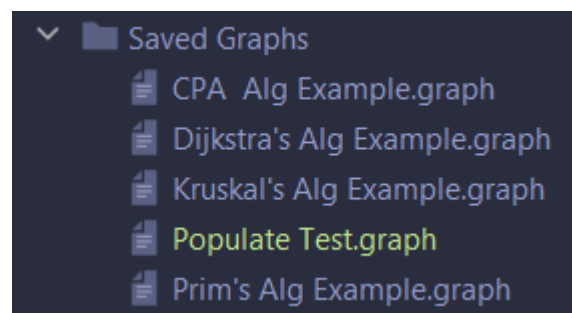 Saved Graphs
CPA  Alg Example.graph
Dijkstra's Alg Example.graph
Kruskal's Alg Example.graph
Populate Test.graph
Prim's Alg Example.graph